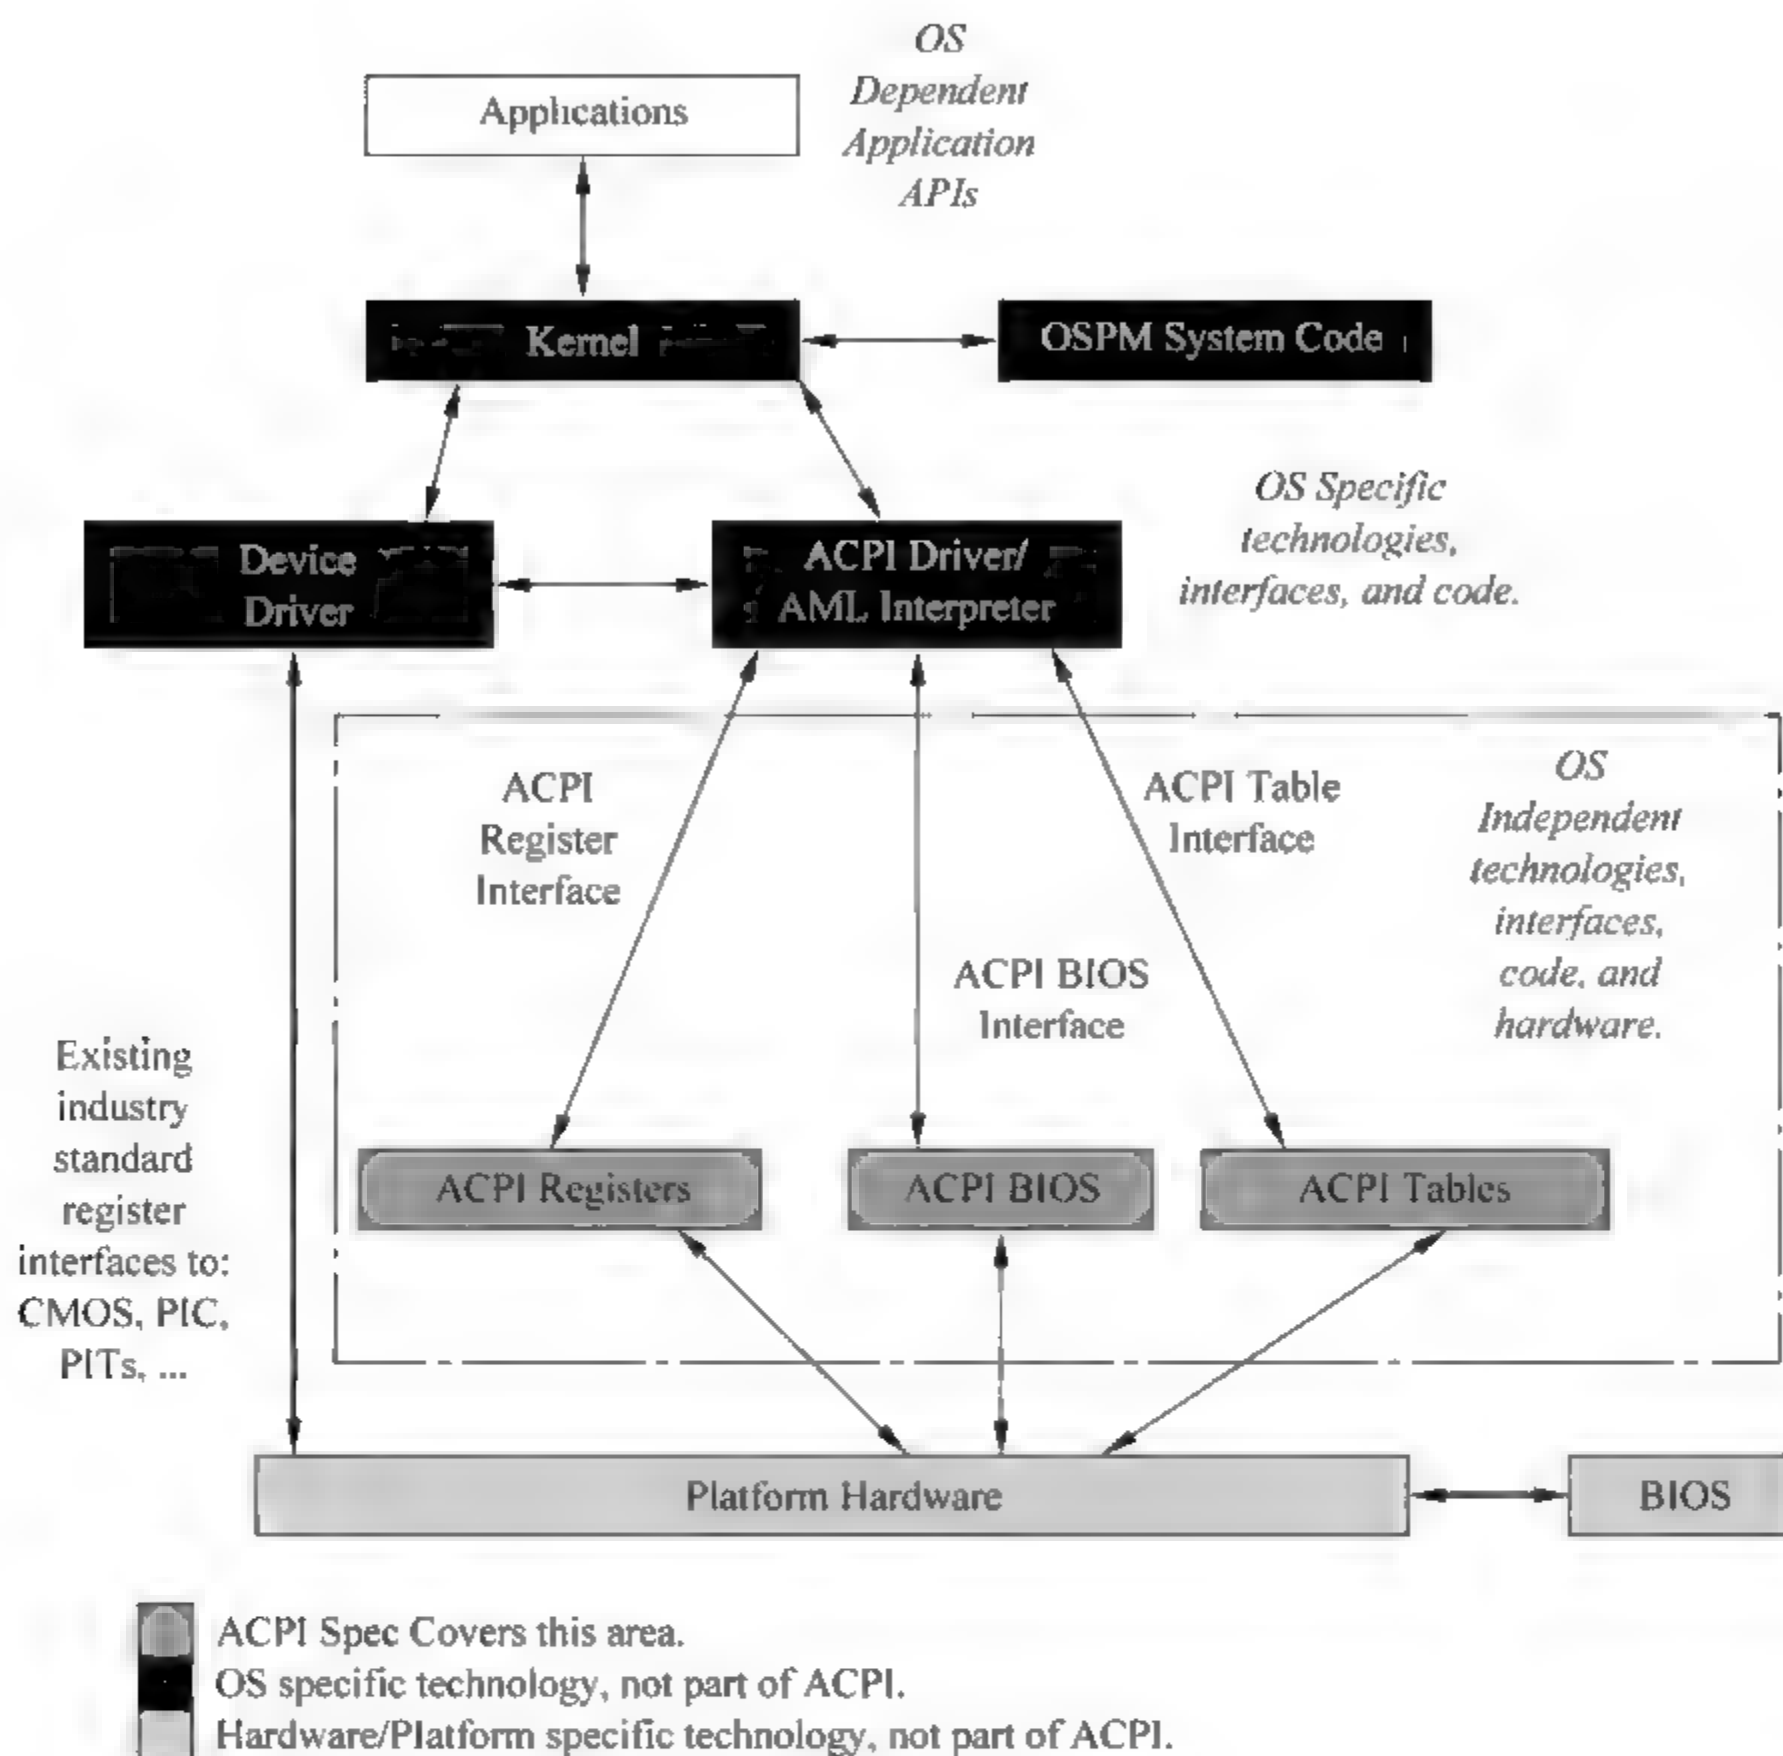 OS
Dependent
Application
APIs
Applications
Kernel
OSPM System Code
OS Specific
technologies,
interfaces, and code.
Device
Driver
ACPI Driver/
AML Interpreter
ACPI
Register
Interface
ACPI Table
Interface
OS
Independent
technologies,
interfaces,
code, and
hardware.
ACPI BIOS
Interface
Existing
industry
standard
register
interfaces to:
CMOS, PIC,
PITs, ...
ACPI Registers
ACPI BIOS
ACPI Tables
Platform Hardware
BIOS
ACPI Spec Covers this area.
OS specific technology, not part of ACPI.
Hardware/Platform specific technology, not part of ACPI.